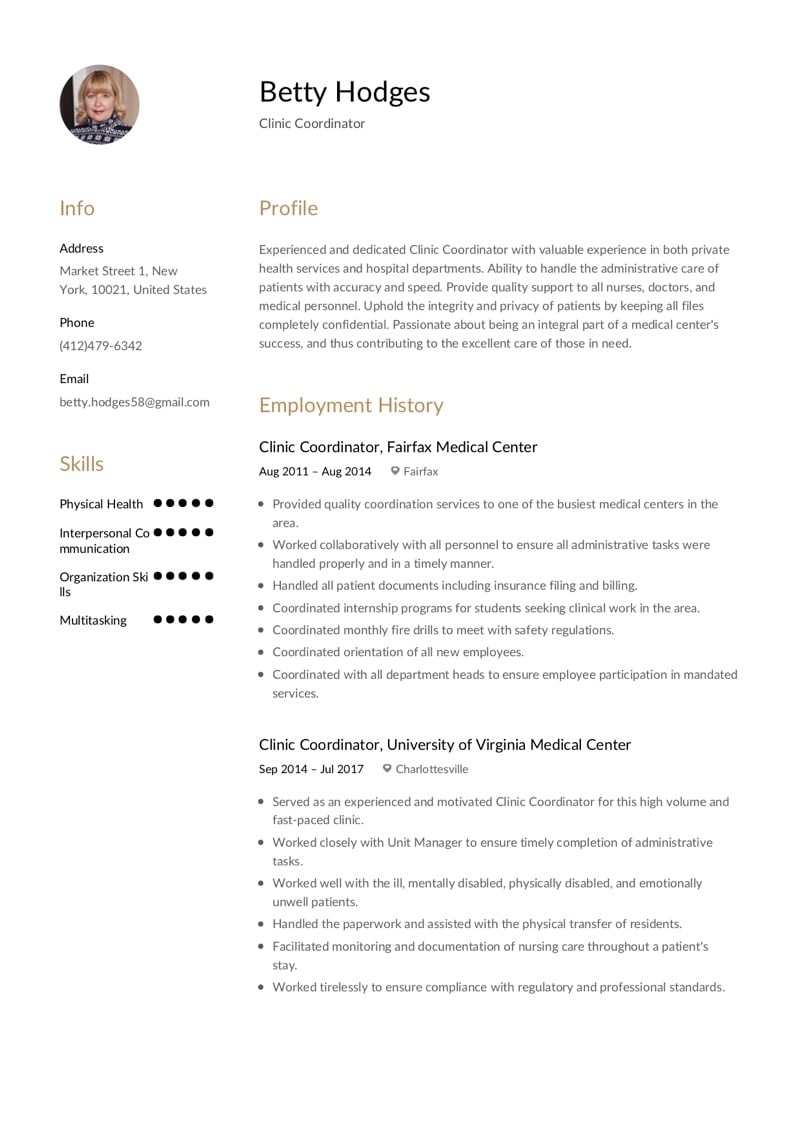 Betty Hodges
Clinic Coordinator
Info
Address
Market Street 1, New
York, 10021, United States
Phone
(412)479-6342
Email
betty.hodges58@gmail.com
Skills
Physical Health
Interpersonal Co
mmunication
Organization Ski
lls
Multitasking
Profile
Experienced and dedicated Clinic Coordinator with valuable experience in both private
health services and hospital departments. Ability to handle the administrative care of
patients with accuracy and speed. Provide quality support to all nurses, doctors, and
medical personnel. Uphold the integrity and privacy of patients by keeping all files
completely confidential. Passionate about being an integral part of a medical center's
success, and thus contributing to the excellent care of those in need.
Employment History
Clinic Coordinator, Fairfax Medical Center
Aug 2011 – Aug 2014 Fairfax
• Provided quality coordination services to one of the busiest medical centers in the
area.
• Worked collaboratively with all personnel to ensure all administrative tasks were
handled properly and in a timely manner.
• Handled all patient documents including insurance filing and billing.
• Coordinated internship programs for students seeking clinical work in the area.
• Coordinated monthly fire drills to meet with safety regulations.
• Coordinated orientation of all new employees.
• Coordinated with all department heads to ensure employee participation in mandated
services.
Clinic Coordinator, University of Virginia Medical Center
Sep 2014 – Jul 2017 Charlottesville
• Served as an experienced and motivated Clinic Coordinator for this high volume and
fast-paced clinic.
• Worked closely with Unit Manager to ensure timely completion of administrative
tasks.
• Worked well with the ill, mentally disabled, physically disabled, and emotionally
unwell patients.
• Handled the paperwork and assisted with the physical transfer of residents.
• Facilitated monitoring and documentation of nursing care throughout a patient's
stay.
• Worked tirelessly to ensure compliance with regulatory and professional standards.